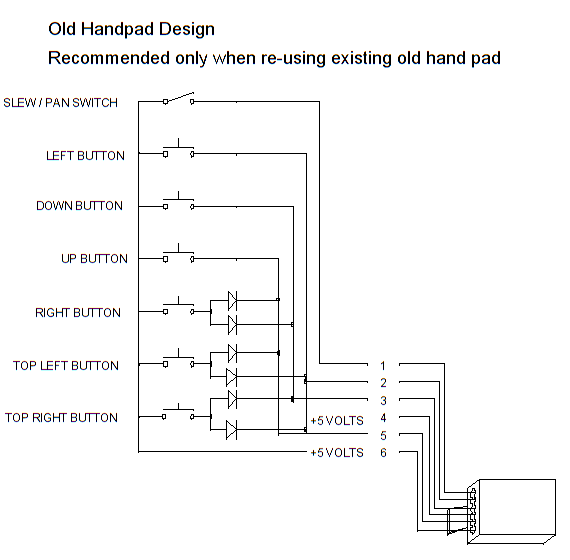 Old Handpad Design
Recommended only when re-using existing old hand pad
SLEW / PAN SWITCH
LEFT BUTTON
DOWN BUTTON
UP BUTTON
RIGHT BUTTON
TOP LEFT BUTTON
1
2
3
TOP RIGHT BUTTON
+5 VOLTS 4
5
+5 VOLTS 6